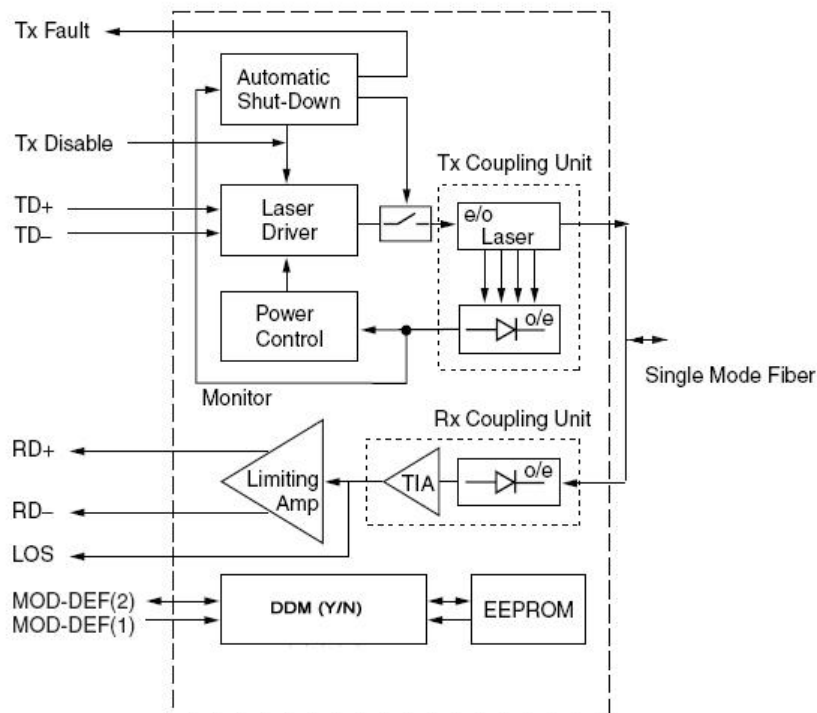 Tx Fault
Automatic
Shut-Down
Tx Disable
Tx Coupling Unit
TD+
TD–
Laser
Driver
e/o
Laser
Power
Control
o/e
Monitor
Single Mode Fiber
Rx Coupling Unit
RD+
RD–
Limiting
Amp
TIA
o/e
LOS
MOD-DEF(2)
MOD-DEF(1)
DDM (Y/N)
EEPROM